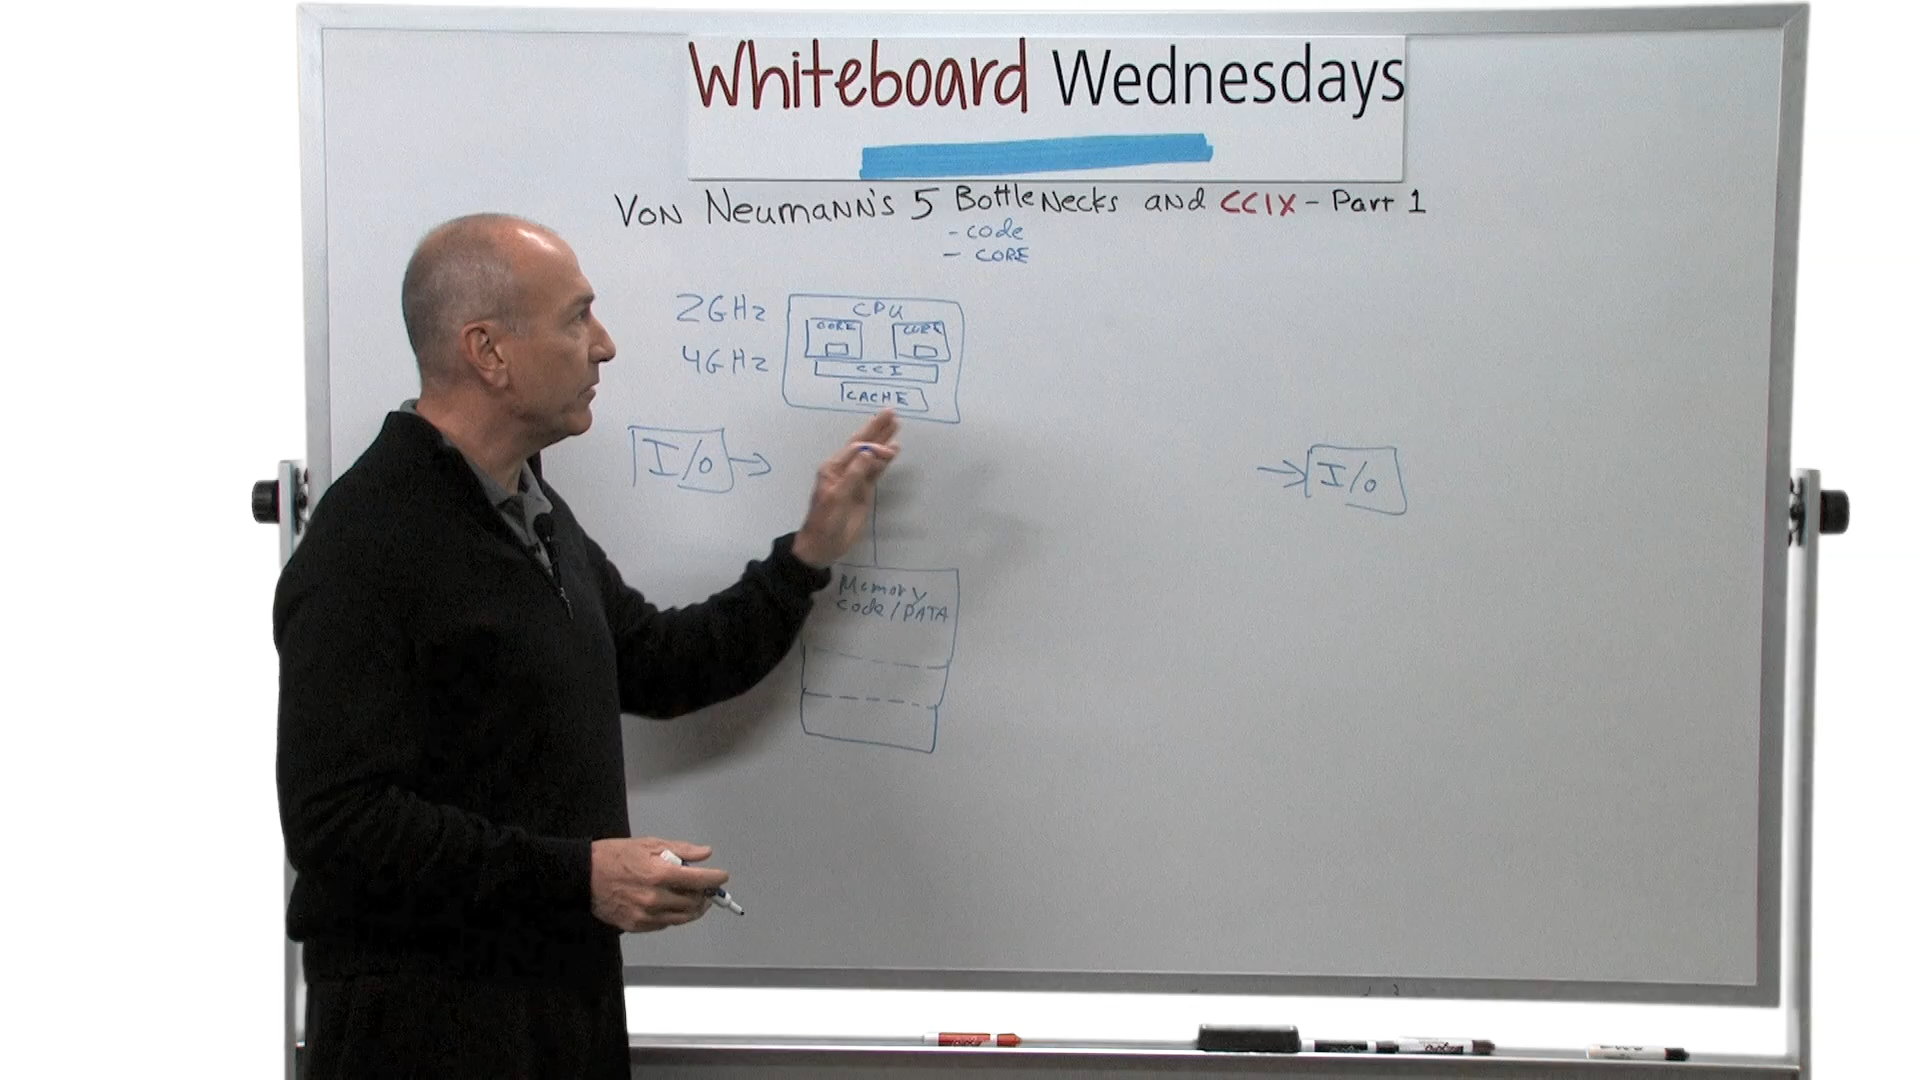 Whiteboard Wednesdays
Von Neumann's 5 BottleNecks and CCIX - Part 1
- code
- CORE
2GHz
4GHz
CPU
CORE
CORE
CCI
CACHE
I/O
I/O
Memory
code/DATA